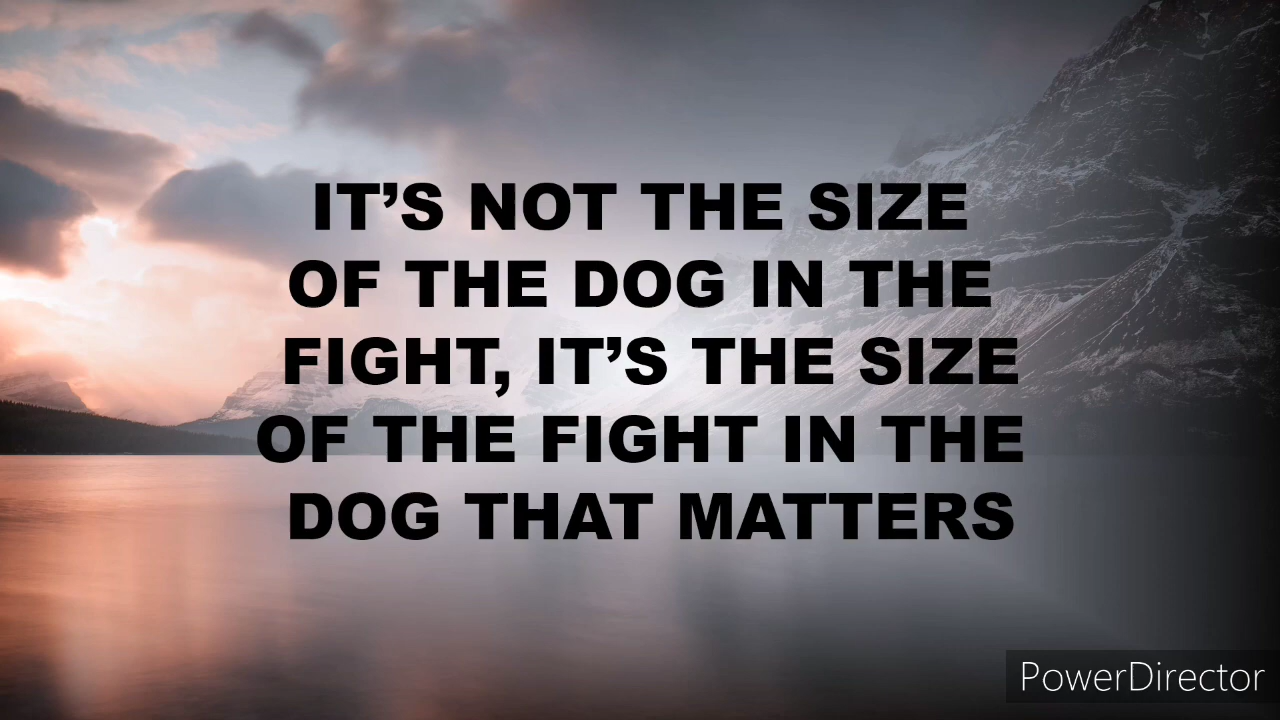 IT’S NOT THE SIZE
OF THE DOG IN THE
FIGHT, IT’S THE SIZE
OF THE FIGHT IN THE
DOG THAT MATTERS
PowerDirector